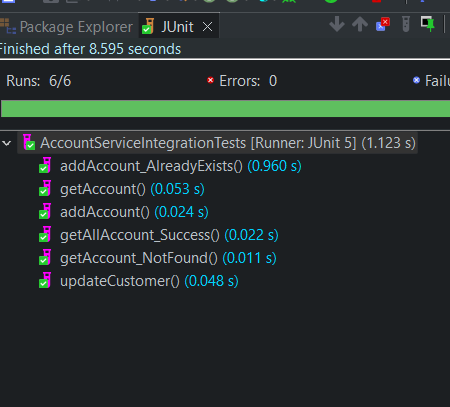 Package Explorer JUnit
Finished after 8.595 seconds
Runs: 6/6 Errors: 0
AccountServiceIntegrationTests [Runner: JUnit 5] (1.123 s)
addAccount_AlreadyExists() (0.960 s)
getAccount() (0.053 s)
addAccount() (0.024 s)
getAllAccount_Success() (0.022 s)
getAccount_NotFound() (0.011 s)
updateCustomer() (0.048 s)